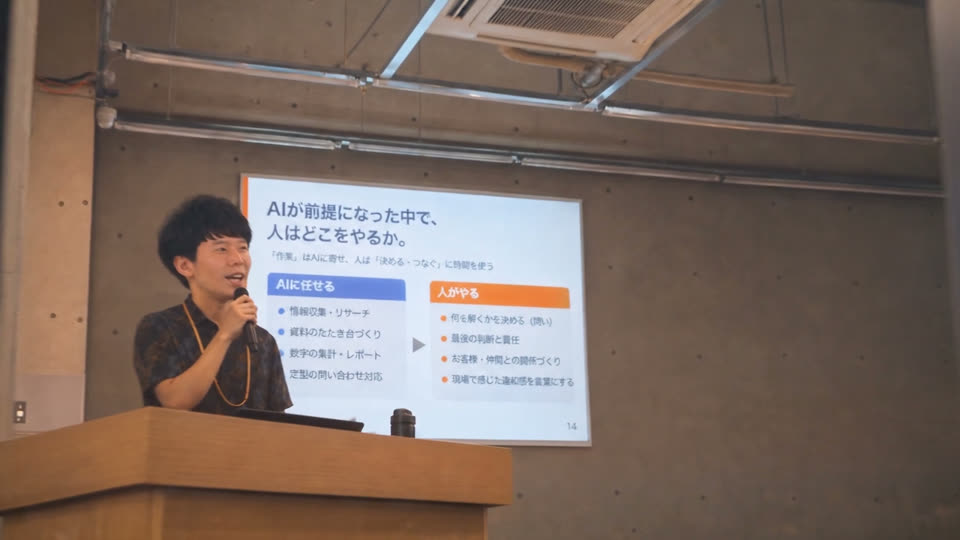 AIが前提になった中で、
人はどこをやるか。
「作業」はAIに寄せ、人は「決める・つなぐ」に時間を使う
AIに任せる
情報収集・リサーチ
資料のたたき台づくり
数字の集計・レポート
定型の問い合わせ対応
人がやる
何を解くかを決める（問い）
最後の判断と責任
お客様・仲間との関係づくり
現場で感じた違和感を言葉にする
14